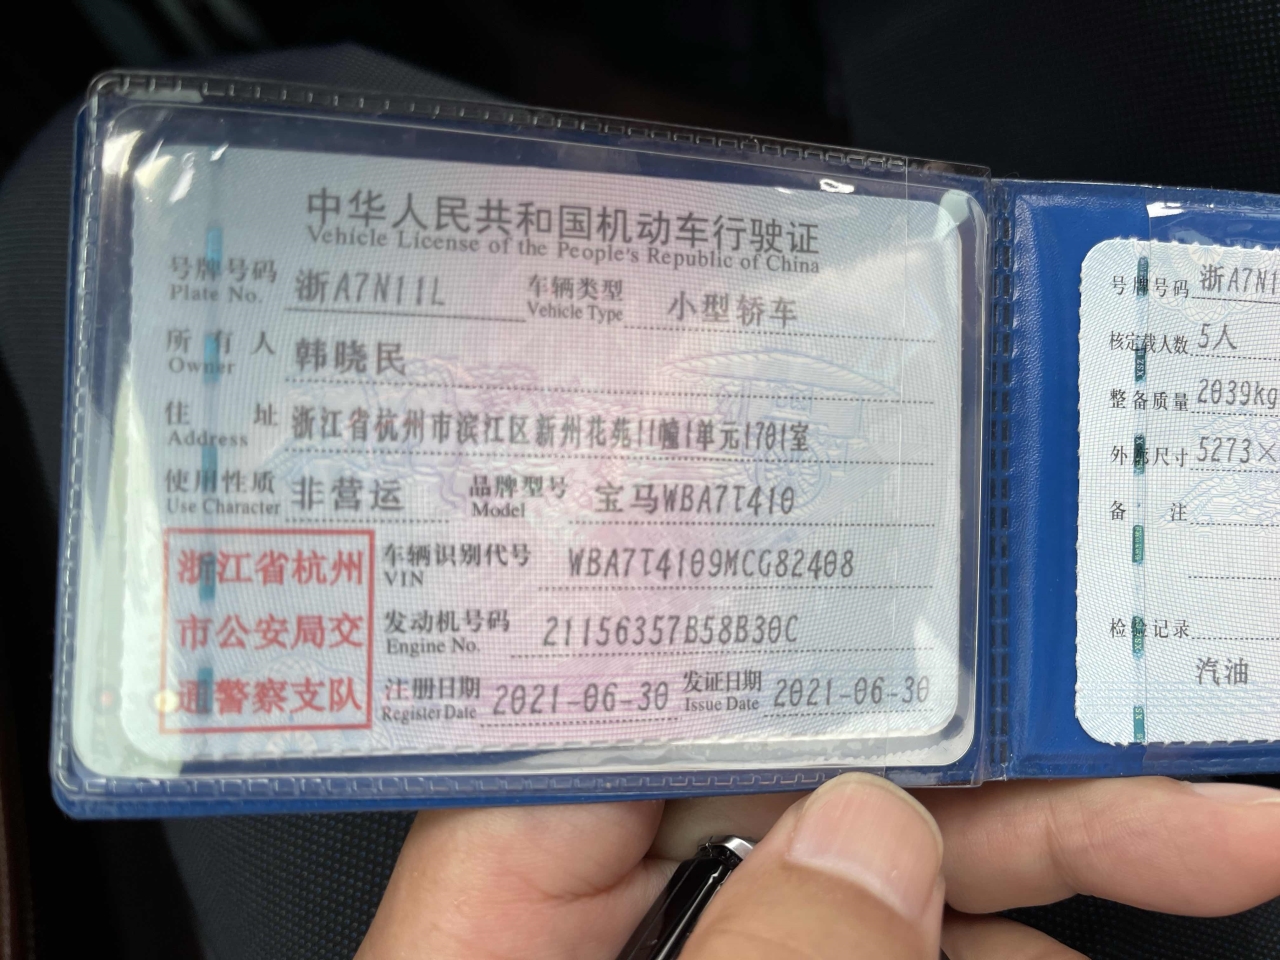 中华人民共和国机动车行驶证
Vehicle License of the People's Republic of China
号牌号码 浙A7N11L 车辆类型 小型轿车
Plate No. Vehicle Type
所有人 韩晓民
Owner
住址 浙江省杭州市滨江区新州花苑11幢1单元1701室
Address
使用性质 非营运 品牌型号 宝马WBA7T410
Use Character Model
浙江省杭州
市公安局交
通警察支队
车辆识别代号 WBA7T4109MCG82408
VIN
发动机号码 21156357B58B30C
Engine No.
注册日期 2021-06-30 发证日期 2021-06-30
Register Date Issue Date
号牌号码 浙A7N1
核定载人数 5人
整备质量 2039kg
外廓尺寸 5273×
备注
检验记录
汽油